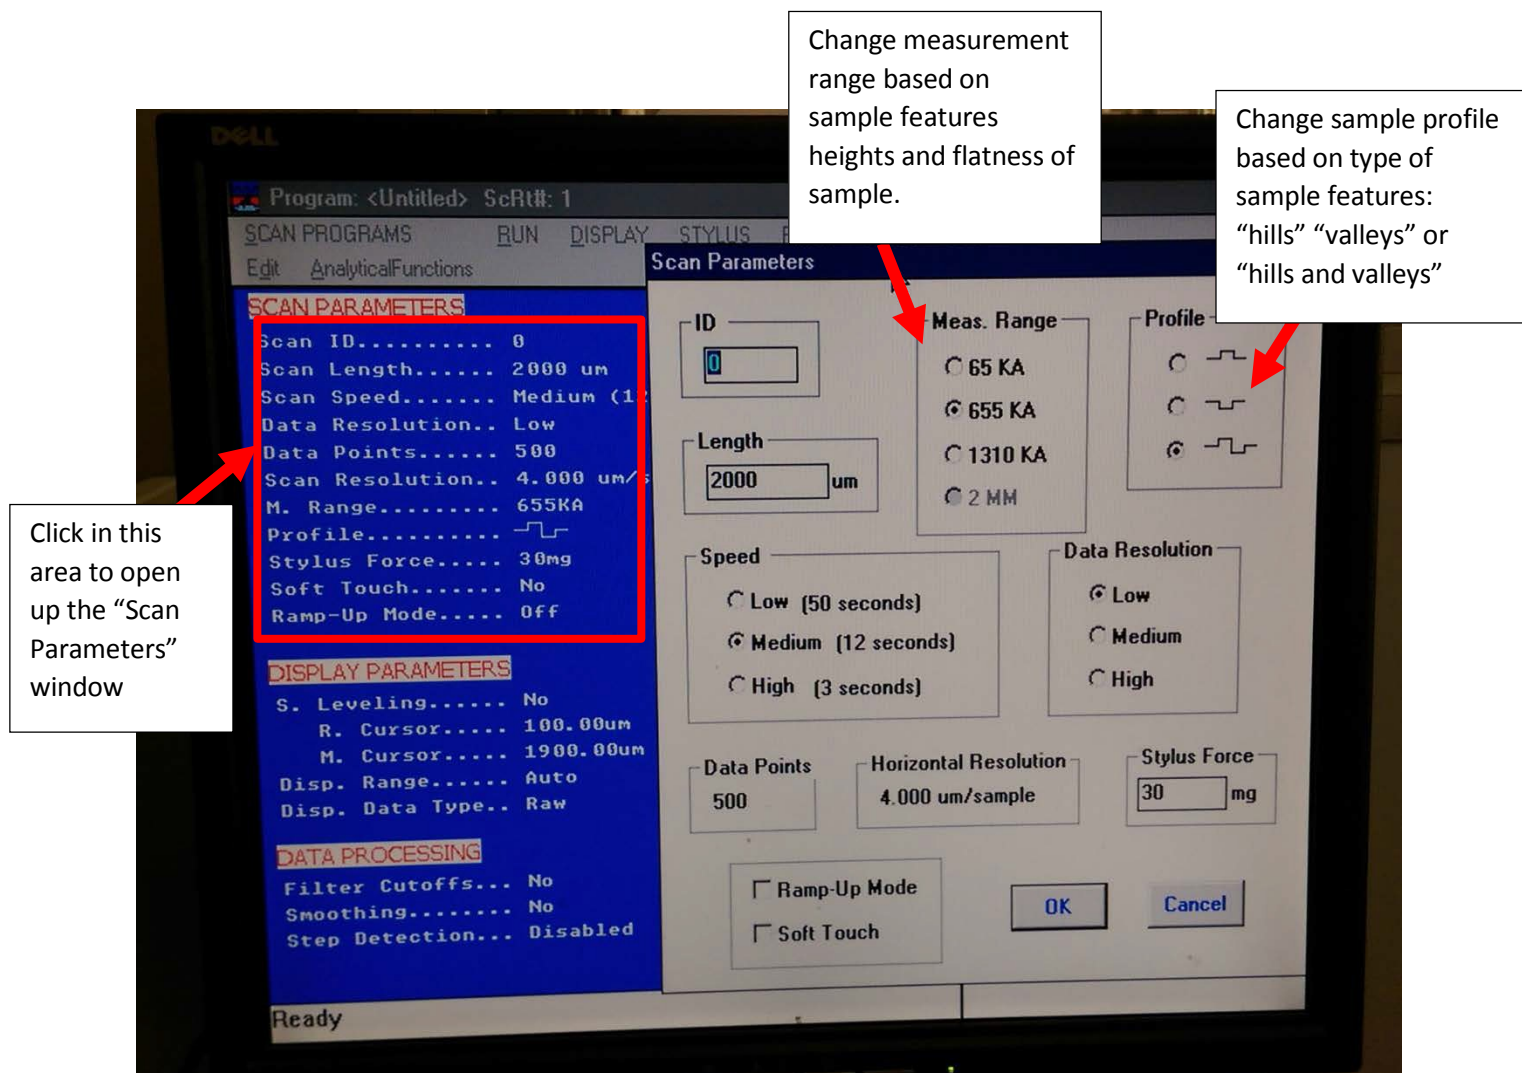 Change measurement
range based on
sample features
heights and flatness of
sample.
Change sample profile
based on type of
sample features:
“hills” “valleys” or
“hills and valleys”
Click in this
area to open
up the “Scan
Parameters”
window
DELL
Program: <Untitled> ScRt#: 1
SCAN PROGRAMS RUN DISPLAY STYLUS
Edit AnalyticalFunctions
SCAN PARAMETERS
Scan ID.......... 0
Scan Length...... 2000 um
Scan Speed....... Medium (12
Data Resolution.. Low
Data Points...... 500
Scan Resolution.. 4.000 um/s
M. Range......... 655KA
Profile..........
Stylus Force..... 30mg
Soft Touch....... No
Ramp-Up Mode..... Off
DISPLAY PARAMETERS
S. Leveling...... No
R. Cursor..... 100.00um
M. Cursor..... 1900.00um
Disp. Range...... Auto
Disp. Data Type.. Raw
DATA PROCESSING
Filter Cutoffs... No
Smoothing........ No
Step Detection... Disabled
Ready
Scan Parameters
ID
0
Length
2000 um
Meas. Range
65 KA
655 KA
1310 KA
2 MM
Profile
Speed
Low (50 seconds)
Medium (12 seconds)
High (3 seconds)
Data Resolution
Low
Medium
High
Data Points
500
Horizontal Resolution
4.000 um/sample
Stylus Force
30 mg
Ramp-Up Mode
Soft Touch
OK
Cancel